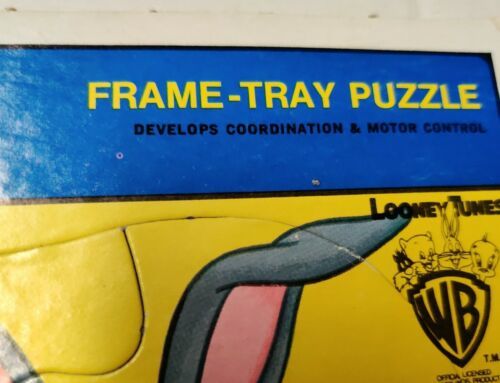 FRAME-TRAY PUZZLE
DEVELOPS COORDINATION & MOTOR CONTROL
LOONEY TUNES
WB
T.M.
OFFICIAL LICENSED